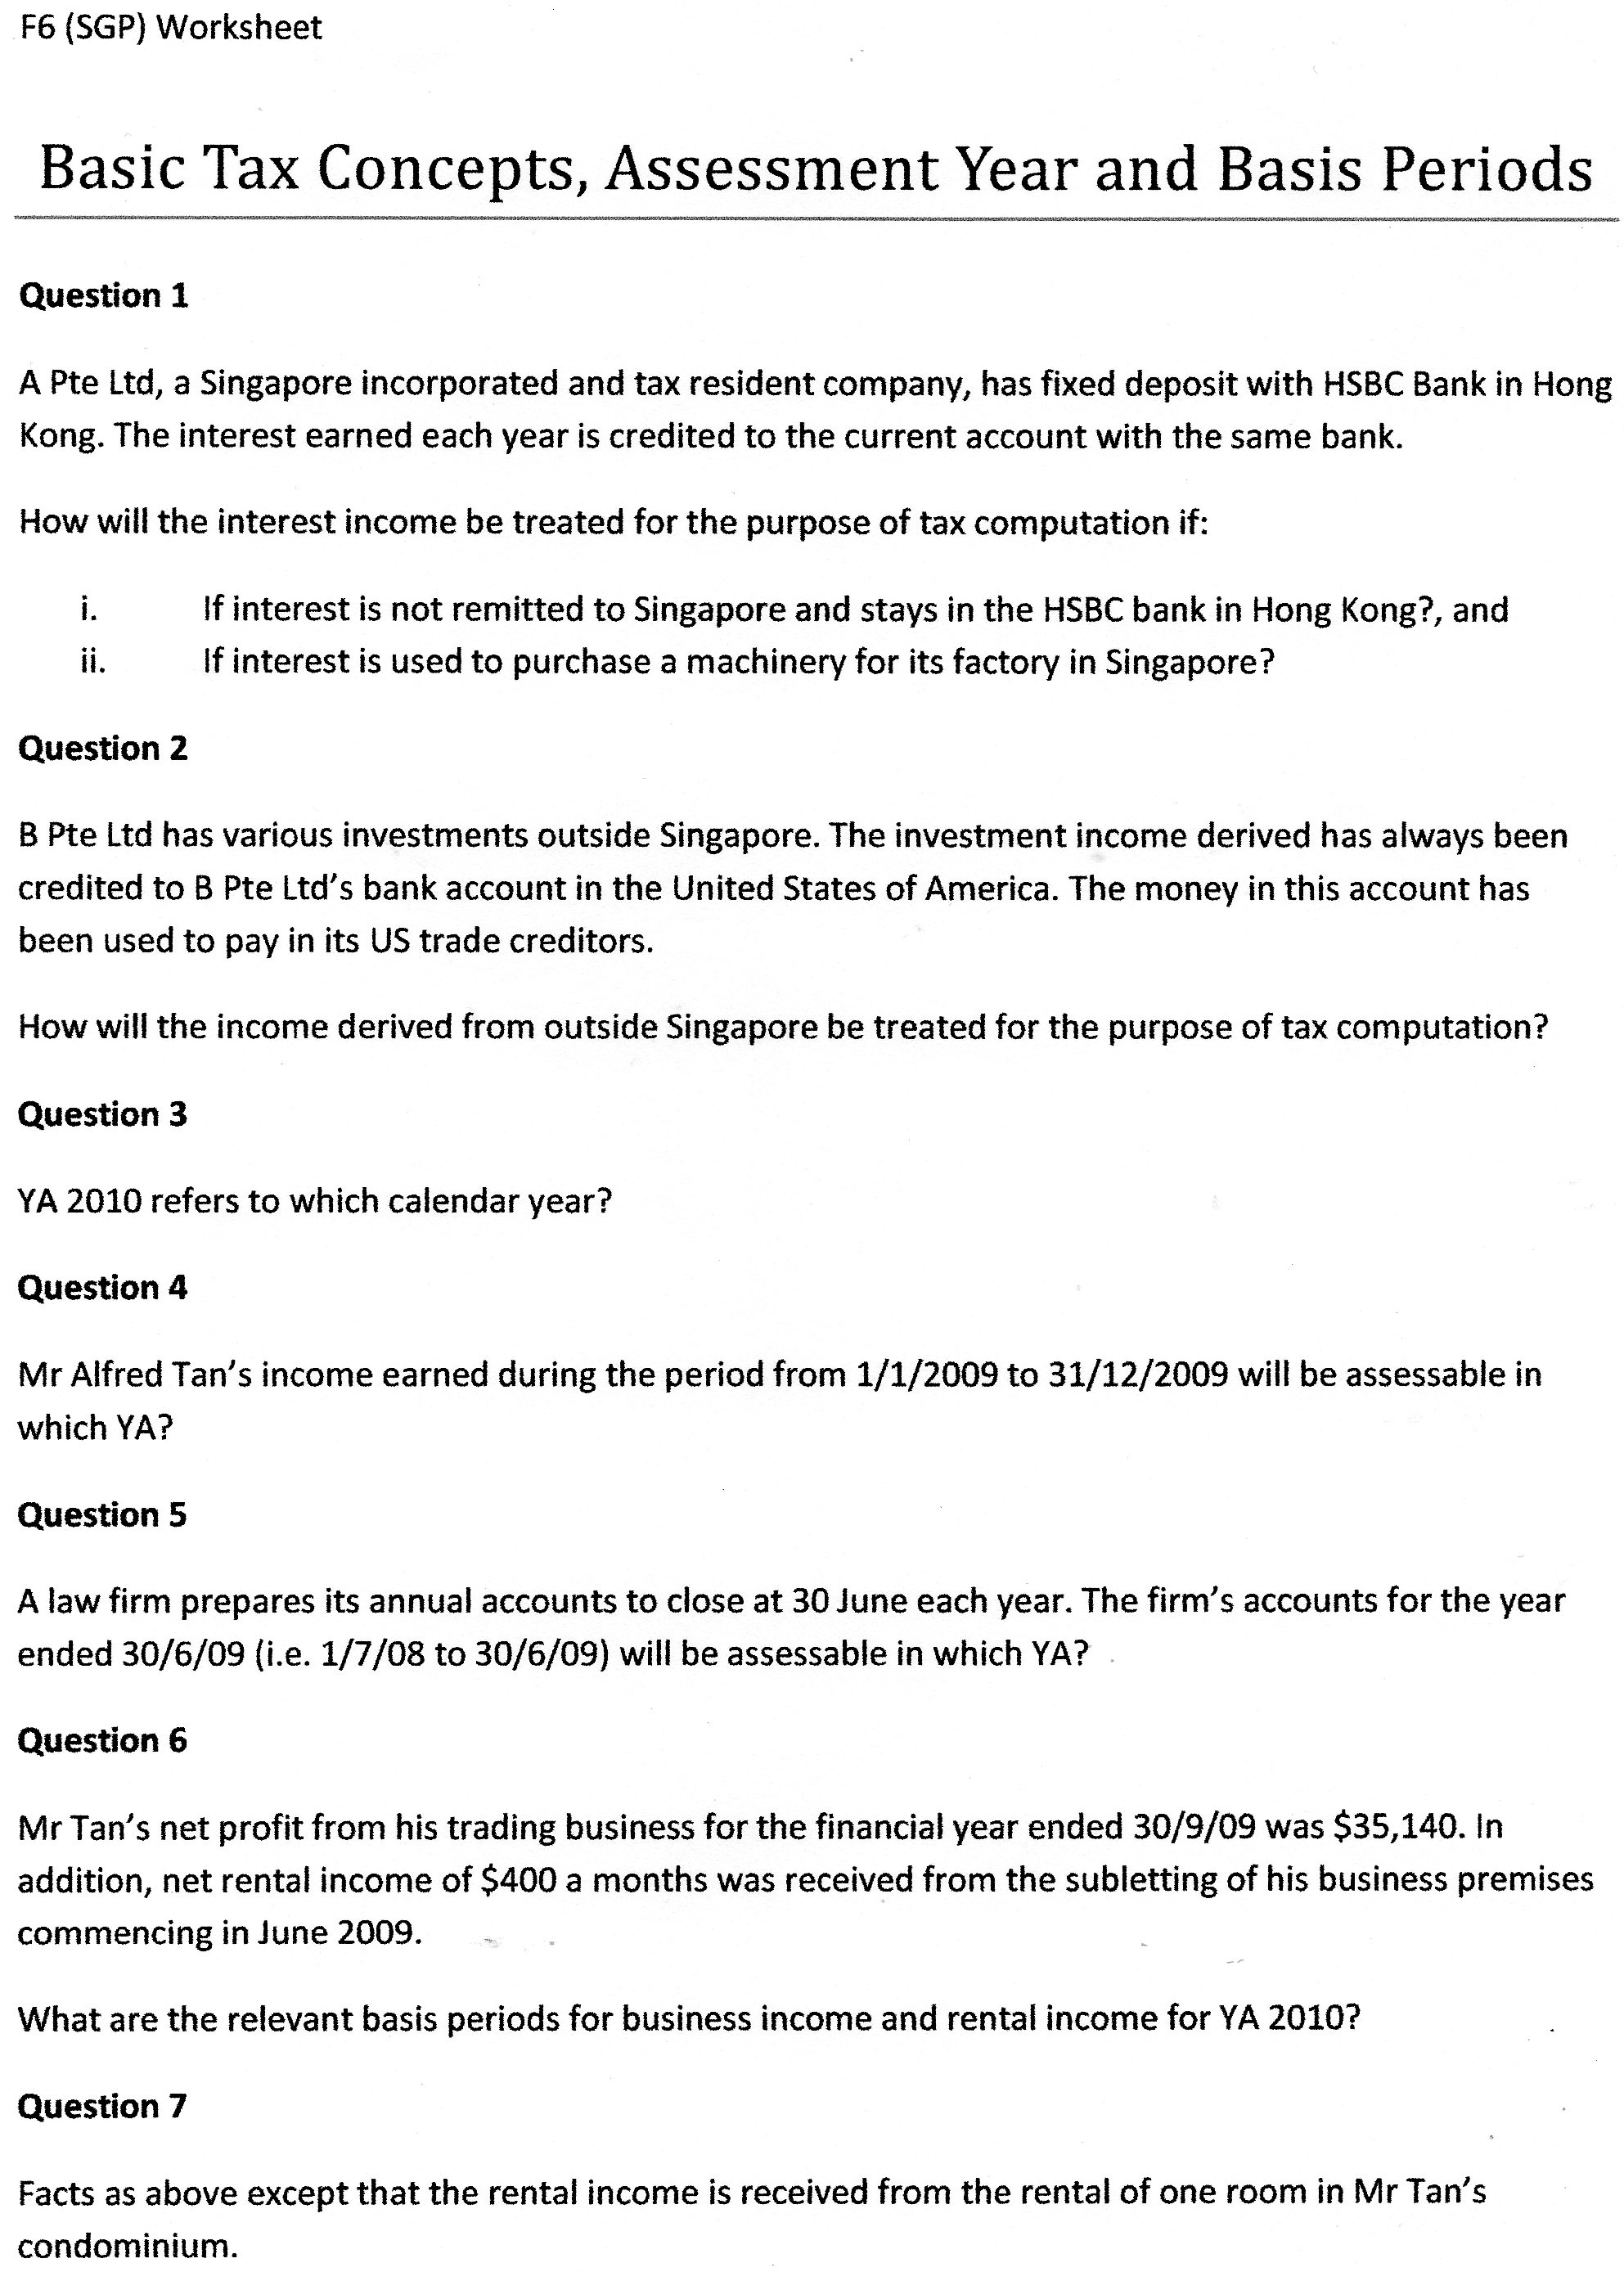 F6 (SGP) Worksheet
Basic Tax Concepts, Assessment Year and Basis Periods
Question 1
A Pte Ltd, a Singapore incorporated and tax resident company, has fixed deposit with HSBC Bank in Hong
Kong. The interest earned each year is credited to the current account with the same bank.
How will the interest income be treated for the purpose of tax computation if:
i. If interest is not remitted to Singapore and stays in the HSBC bank in Hong Kong?, and
ii. If interest is used to purchase a machinery for its factory in Singapore?
Question 2
B Pte Ltd has various investments outside Singapore. The investment income derived has always been
credited to B Pte Ltd's bank account in the United States of America. The money in this account has
been used to pay in its US trade creditors.
How will the income derived from outside Singapore be treated for the purpose of tax computation?
Question 3
YA 2010 refers to which calendar year?
Question 4
Mr Alfred Tan's income earned during the period from 1/1/2009 to 31/12/2009 will be assessable in
which YA?
Question 5
A law firm prepares its annual accounts to close at 30 June each year. The firm's accounts for the year
ended 30/6/09 (i.e. 1/7/08 to 30/6/09) will be assessable in which YA?
Question 6
Mr Tan's net profit from his trading business for the financial year ended 30/9/09 was $35,140. In
addition, net rental income of $400 a months was received from the subletting of his business premises
commencing in June 2009.
What are the relevant basis periods for business income and rental income for YA 2010?
Question 7
Facts as above except that the rental income is received from the rental of one room in Mr Tan's
condominium.